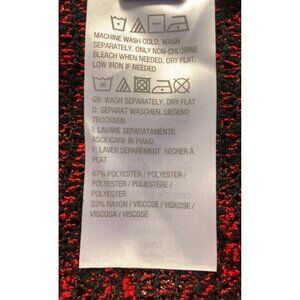 MACHINE WASH COLD, WASH
SEPARATELY. ONLY NON-CHLORINE
BLEACH WHEN NEEDED. DRY FLAT.
LOW IRON IF NEEDED
GB: WASH SEPARATELY. DRY FLAT
D: SEPARAT WASCHEN. LIEGEND
TROCKNEN
I: LAVARE SEPARATAMENTE.
ASCIUGARE IN PIANO
F: LAVER SÉPARÉMENT. SÉCHER À
PLAT
67% POLYESTER / POLYESTER /
POLYESTER / POLIESTERE /
POLYESTER
33% RAYON / VISCOSE / VISKOSE /
VISCOSA / VISCOSE